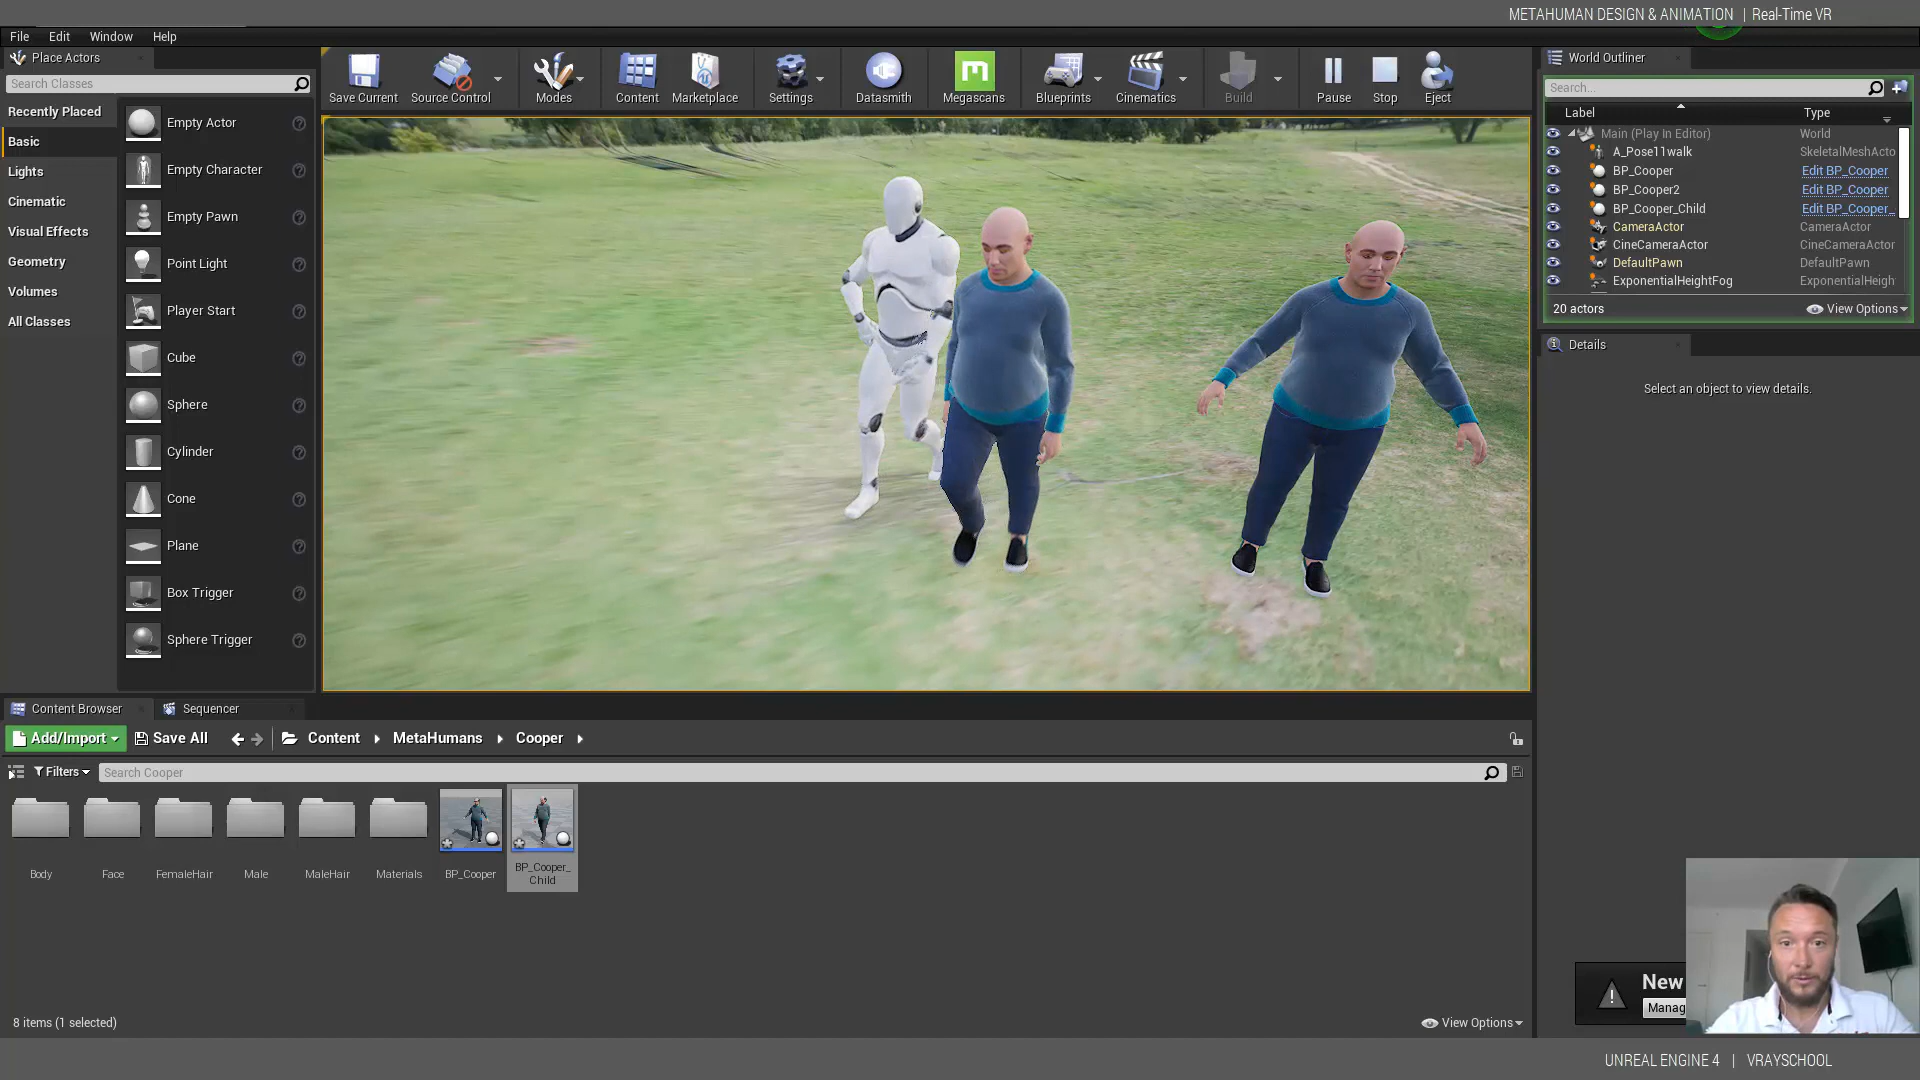 METAHUMAN DESIGN & ANIMATION | Real-Time VR
File Edit Window Help
Place Actors
Search Classes
Recently Placed
Basic
Lights
Cinematic
Visual Effects
Geometry
Volumes
All Classes
Empty Actor
Empty Character
Empty Pawn
Point Light
Player Start
Cube
Sphere
Cylinder
Cone
Plane
Box Trigger
Sphere Trigger
Save Current Source Control Modes Content Marketplace Settings Datasmith Megascans Blueprints Cinematics Build Pause Stop Eject
World Outliner
Search...
Label Type
Main (Play In Editor) World
A_Pose11walk SkeletalMeshActo
BP_Cooper Edit BP_Cooper
BP_Cooper2 Edit BP_Cooper
BP_Cooper_Child Edit BP_Cooper_
CameraActor CameraActor
CineCameraActor CineCameraActor
DefaultPawn DefaultPawn
ExponentialHeightFog ExponentialHeigh
20 actors View Options
Details
Select an object to view details.
Content Browser Sequencer
Add/Import Save All Content MetaHumans Cooper
Filters Search Cooper
Body Face FemaleHair Male MaleHair Materials BP_Cooper BP_Cooper_
Child
8 items (1 selected) View Options
New
Manag
UNREAL ENGINE 4 | VRAYSCHOOL